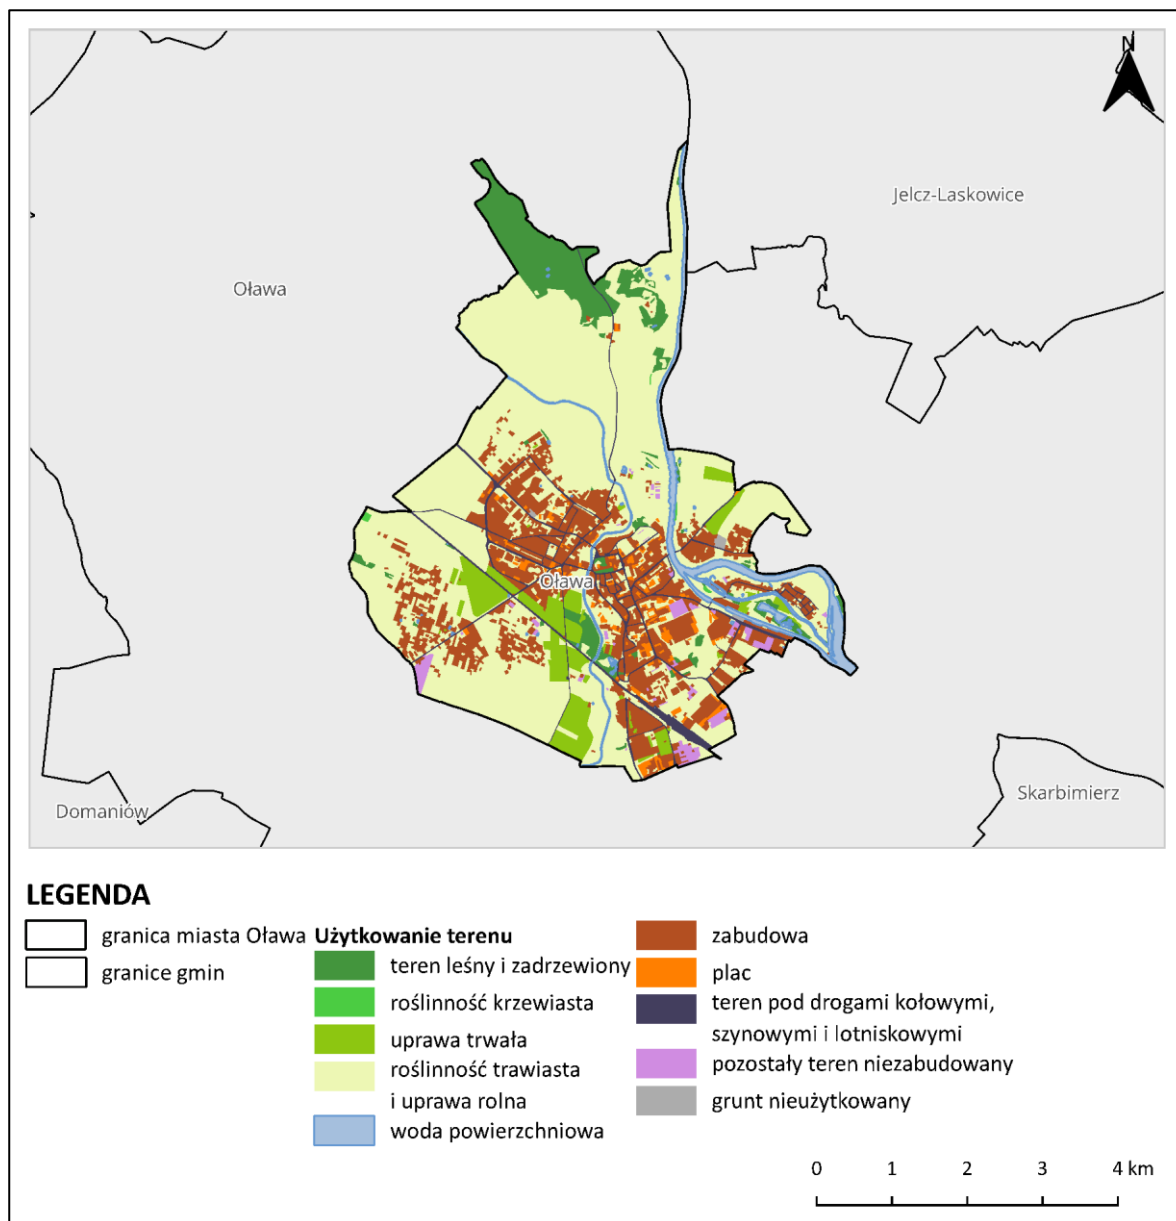 N
Jelcz-Laskowice
Oława
Oława
Skarbimierz
Domaniów
LEGENDA
granica miasta Oława
granice gmin
Użytkowanie terenu
teren leśny i zadrzewiony
roślinność krzewiasta
uprawa trwała
roślinność trawiasta
i uprawa rolna
woda powierzchniowa
zabudowa
plac
teren pod drogami kołowymi,
szynowymi i lotniskowymi
pozostały teren niezabudowany
grunt nieużytkowany
0 1 2 3 4 km